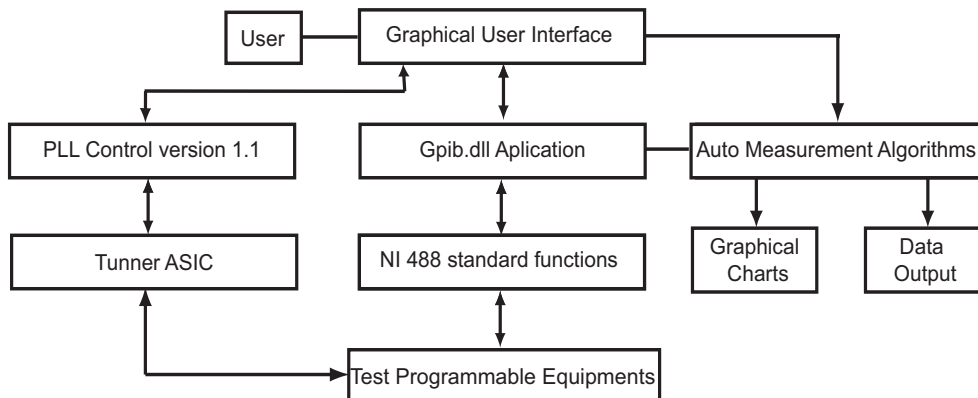 User
Graphical User Interface
PLL Control version 1.1
Gpib.dll Aplication
Auto Measurement Algorithms
Tunner ASIC
NI 488 standard functions
Graphical
Charts
Data
Output
Test Programmable Equipments